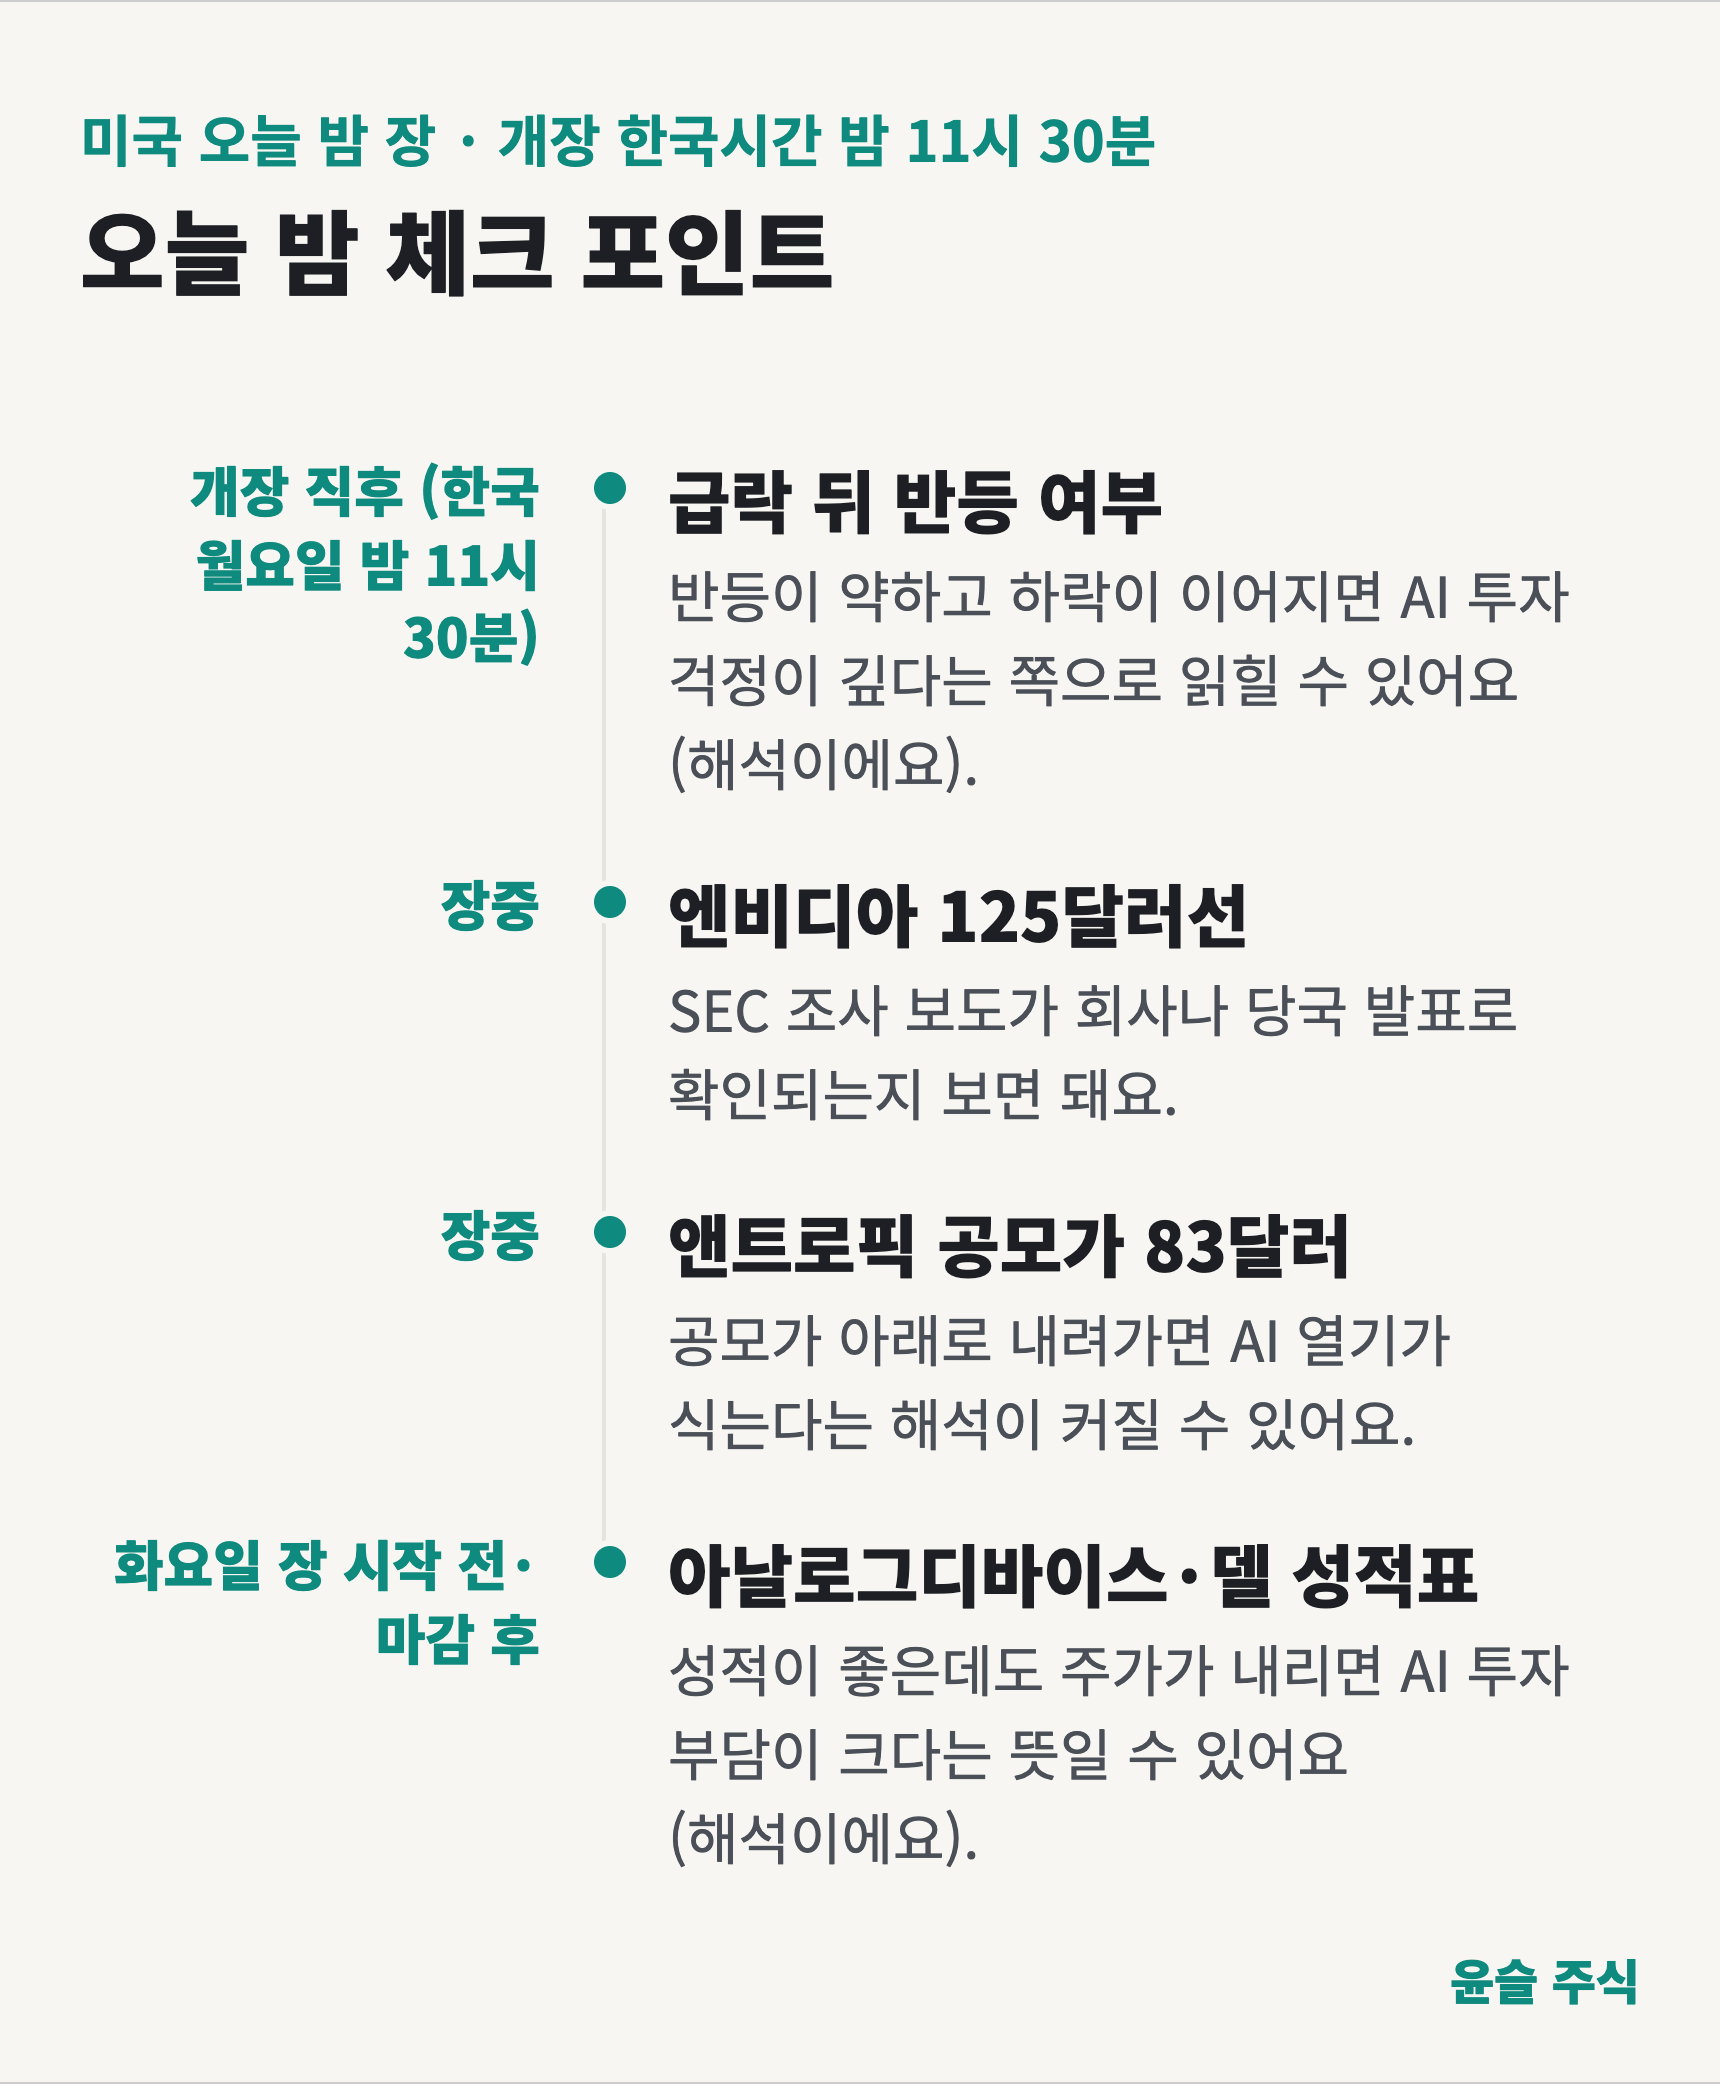 미국 오늘 밤 장 · 개장 한국시간 밤 11시 30분
오늘 밤 체크 포인트
개장 직후 (한국
월요일 밤 11시
30분)
급락 뒤 반등 여부
반등이 약하고 하락이 이어지면 AI 투자
걱정이 깊다는 쪽으로 읽힐 수 있어요
(해석이에요).
장중
엔비디아 125달러선
SEC 조사 보도가 회사나 당국 발표로
확인되는지 보면 돼요.
장중
앤트로픽 공모가 83달러
공모가 아래로 내려가면 AI 열기가
식는다는 해석이 커질 수 있어요.
화요일 장 시작 전·
마감 후
아날로그디바이스·델 성적표
성적이 좋은데도 주가가 내리면 AI 투자
부담이 크다는 뜻일 수 있어요
(해석이에요).
윤슬 주식